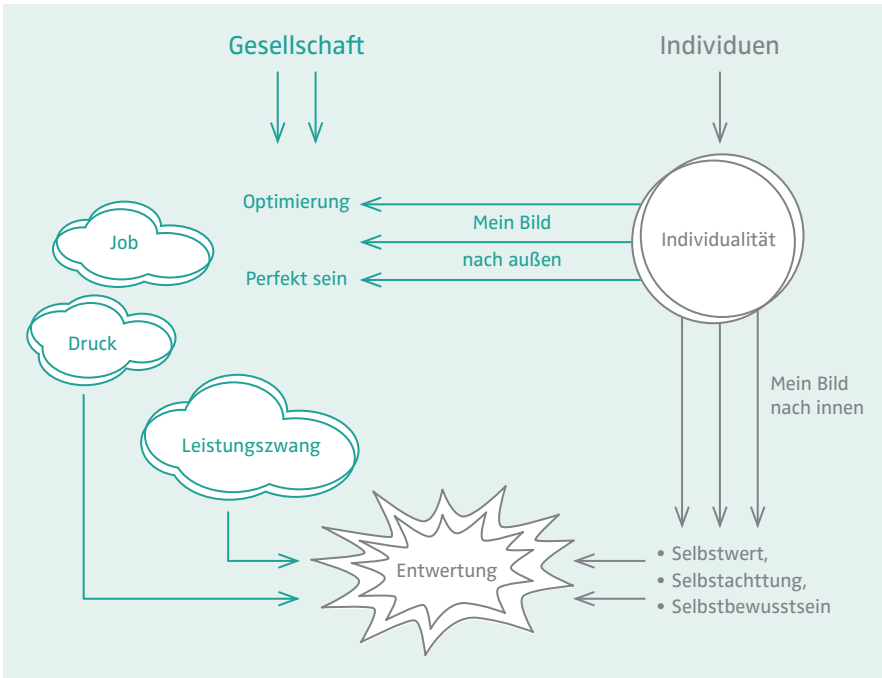 Gesellschaft
Individuen
Optimierung
Mein Bild
nach außen
Perfekt sein
Individualität
Job
Druck
Leistungszwang
Mein Bild
nach innen
Entwertung
• Selbstwert,
• Selbstachttung,
• Selbstbewusstsein